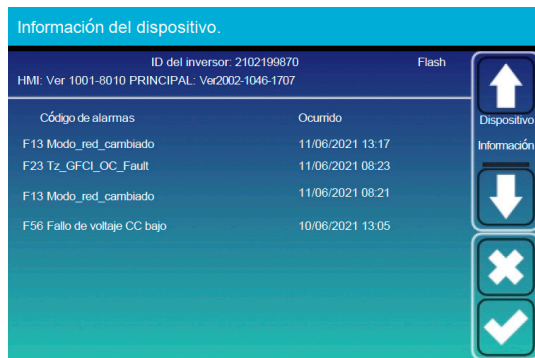 Información del dispositivo.
ID del inversor: 2102199870 Flash
HMI: Ver 1001-8010 PRINCIPAL: Ver2002-1046-1707
Código de alarmas Ocurrido
F13 Modo_red_cambiado 11/06/2021 13:17
F23 Tz_GFCI_OC_Fault 11/06/2021 08:23
F13 Modo_red_cambiado 11/06/2021 08:21
F56 Fallo de voltaje CC bajo 10/06/2021 13:05
Dispositivo
Información